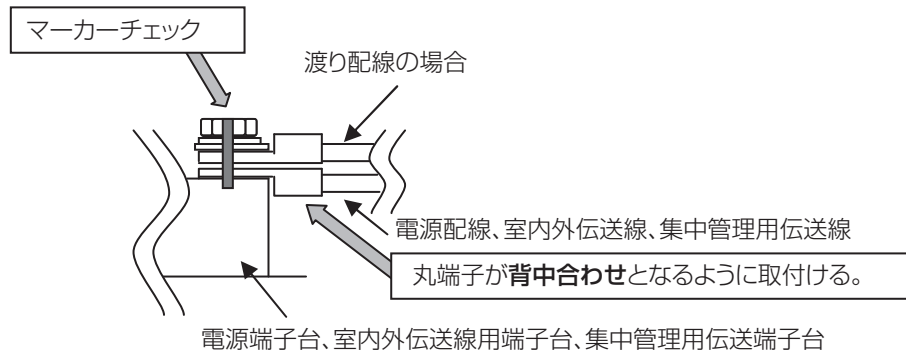 マーカーチェック
渡り配線の場合
電源配線、室内外伝送線、集中管理用伝送線
丸端子が背中合わせとなるように取付ける。
電源端子台、室内外伝送線用端子台、集中管理用伝送端子台